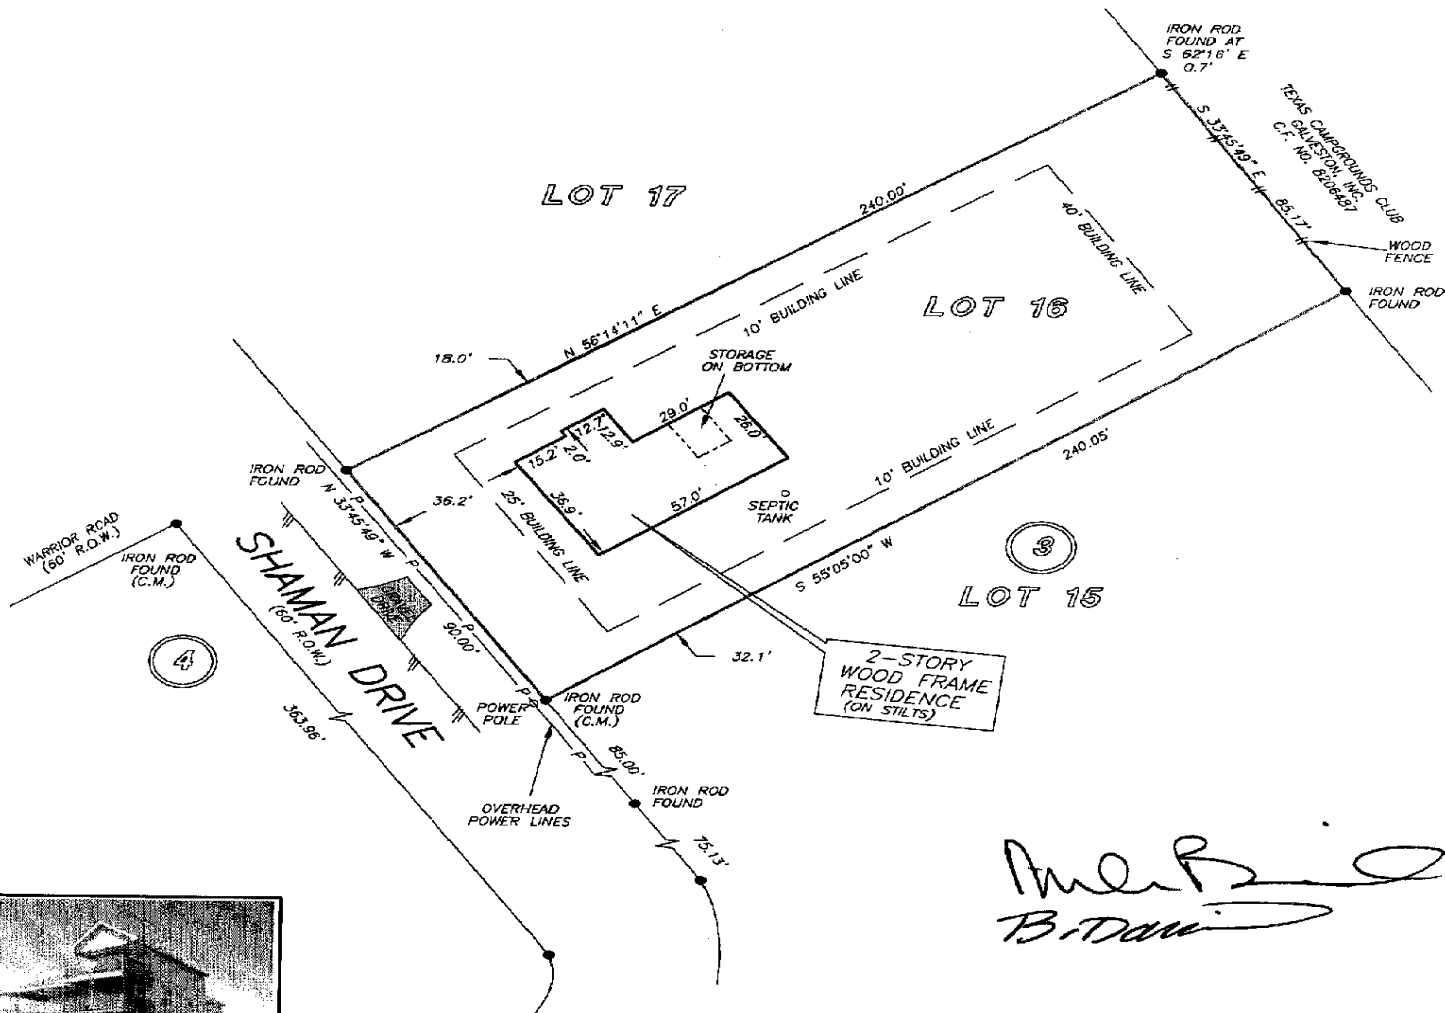 IRON ROD
FOUND AT
S 62°16' E
0.7'
TEXAS CAMPGROUNDS CLUB
GALVESTON, INC.
C.F. NO. 8206487
S 33°45'49" E
85.17'
WOOD
FENCE
IRON ROD
FOUND
LOT 17
240.00'
40' BUILDING LINE
LOT 16
10' BUILDING LINE
N 56°14'11" E
18.0'
STORAGE
ON BOTTOM
29.0'
26.0'
12.7'
12.9'
2.0'
15.2'
36.9'
57.0'
SEPTIC
TANK
10' BUILDING LINE
240.05'
IRON ROD
FOUND
36.2'
25' BUILDING LINE
N 33°45'49" W
P
P
P
P
P
WARRIOR ROAD
(60' R.O.W.)
IRON ROD
FOUND
(C.M.)
SHAMAN DRIVE
(60' R.O.W.)
DRIVE
90.00'
3
LOT 15
S 55°05'00" W
4
32.1'
2-STORY
WOOD FRAME
RESIDENCE
(ON STILTS)
363.96'
POWER
POLE
IRON ROD
FOUND
(C.M.)
85.00'
OVERHEAD
POWER LINES
IRON ROD
FOUND
75.13'